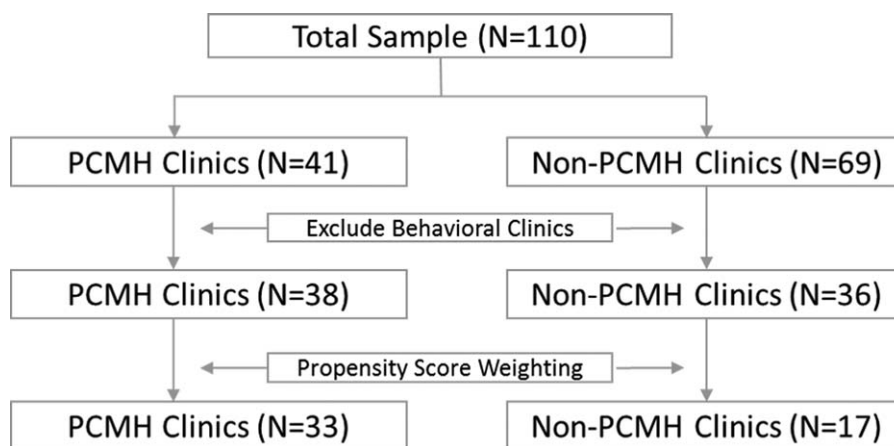 Total Sample (N=110)
PCMH Clinics (N=41)
Non-PCMH Clinics (N=69)
Exclude Behavioral Clinics
PCMH Clinics (N=38)
Non-PCMH Clinics (N=36)
Propensity Score Weighting
PCMH Clinics (N=33)
Non-PCMH Clinics (N=17)